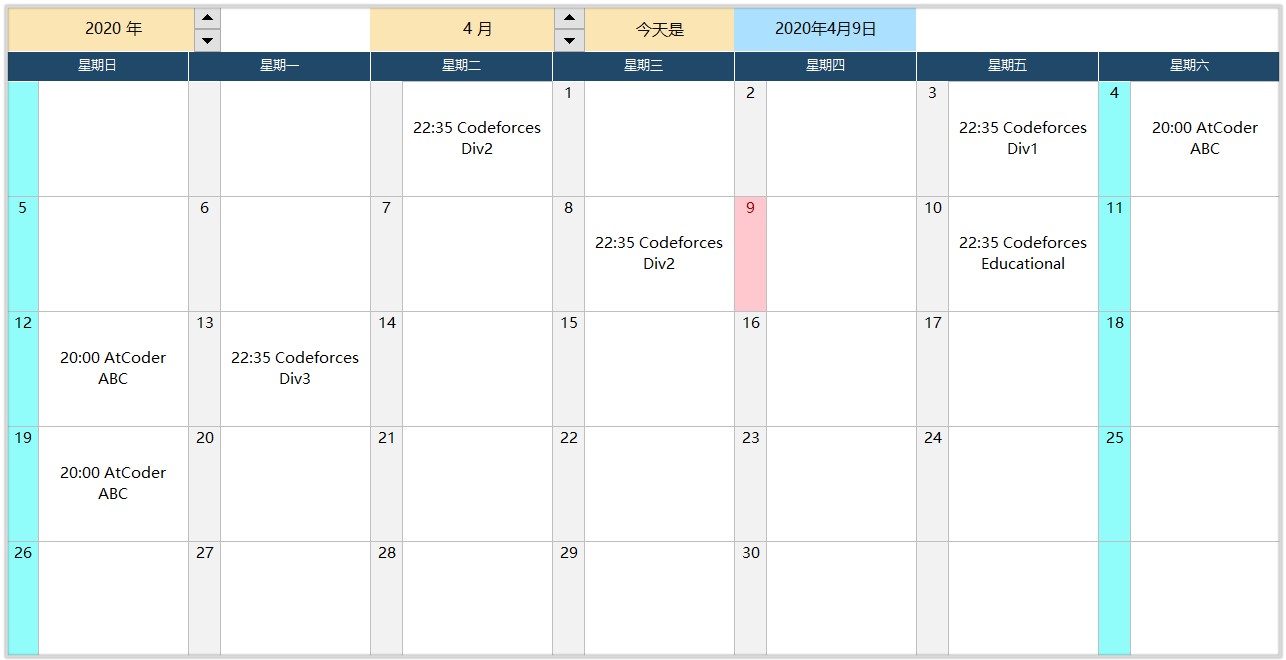 2020 年 4 月 今天是 2020年4月9日
星期日 星期一 星期二 星期三 星期四 星期五 星期六
1 2 3 4
22:35 Codeforces
Div2
22:35 Codeforces
Div1
20:00 AtCoder
ABC
5 6 7 8 9 10 11
22:35 Codeforces
Div2
22:35 Codeforces
Educational
12 13 14 15 16 17 18
20:00 AtCoder
ABC
22:35 Codeforces
Div3
19 20 21 22 23 24 25
20:00 AtCoder
ABC
26 27 28 29 30